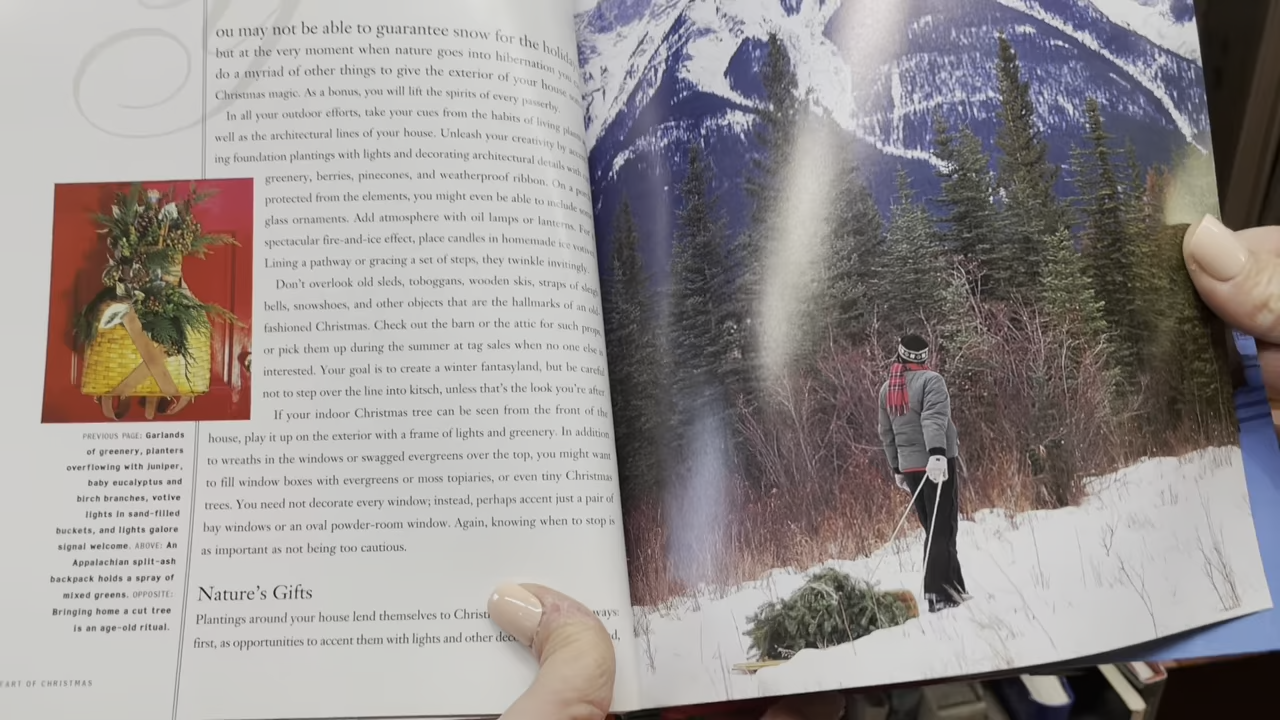 ou may not be able to guarantee snow for the holida
but at the very moment when nature goes into hibernation you
do a myriad of other things to give the exterior of your house
Christmas magic. As a bonus, you will lift the spirits of every passerby.
In all your outdoor efforts, take your cues from the habits of living
well as the architectural lines of your house. Unleash your creativity by
ing foundation plantings with lights and decorating architectural details with
greenery, berries, pinecones, and weatherproof ribbon. On a
protected from the elements, you might even be able to include
glass ornaments. Add atmosphere with oil lamps or lanterns. For
spectacular fire-and-ice effect, place candles in homemade ice
Lining a pathway or gracing a set of steps, they twinkle invitingly.
Don't overlook old sleds, toboggans, wooden skis, straps of
bells, snowshoes, and other objects that are the hallmarks of an old-
fashioned Christmas. Check out the barn or the attic for such props,
or pick them up during the summer at tag sales when no one else is
interested. Your goal is to create a winter fantasyland, but be careful
not to step over the line into kitsch, unless that's the look you're after.
If your indoor Christmas tree can be seen from the front of the
house, play it up on the exterior with a frame of lights and greenery. In addition
to wreaths in the windows or swagged evergreens over the top, you might want
to fill window boxes with evergreens or moss topiaries, or even tiny Christmas
trees. You need not decorate every window; instead, perhaps accent just a pair of
bay windows or an oval powder-room window. Again, knowing when to stop is
as important as not being too cautious.
PREVIOUS PAGE: Garlands
of greenery, planters
overflowing with juniper,
baby eucalyptus and
birch branches, votive
lights in sand-filled
buckets, and lights galore
signal welcome. ABOVE: An
Appalachian split-ash
backpack holds a spray of
mixed greens. OPPOSITE:
Bringing home a cut tree
is an age-old ritual.
Nature's Gifts
Plantings around your house lend themselves to Christ ways:
first, as opportunities to accent them with lights and other dec
EART OF CHRISTMAS